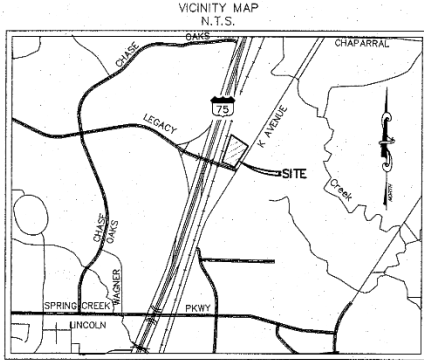 VICINITY MAP
N.T.S.
CHASE
OAKS
CHAPARRAL
75
K AVENUE
LEGACY
SITE
Creek
NORTH
CHASE
OAKS
WAGNER
SPRING CREEK
PKWY
LINCOLN